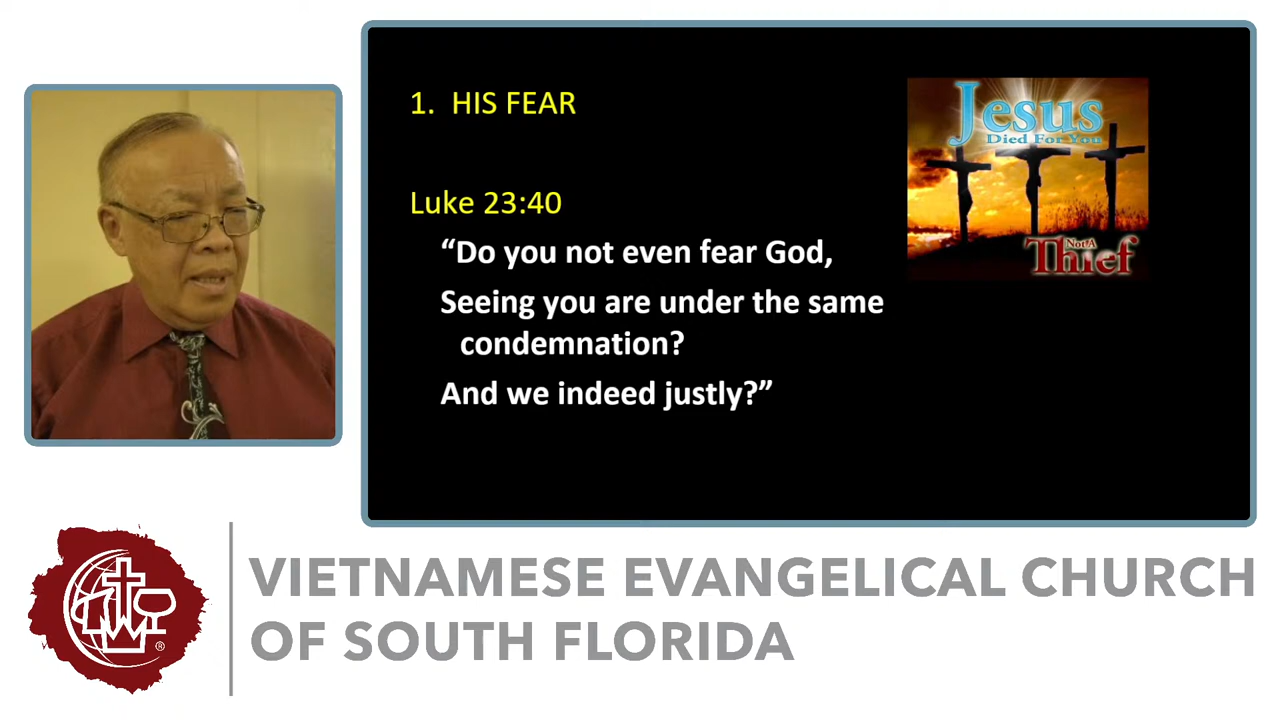 1. HIS FEAR
Luke 23:40
“Do you not even fear God,
Seeing you are under the same
condemnation?
And we indeed justly?”
Jesus
Died For You
Not A
Thief
®
VIETNAMESE EVANGELICAL CHURCH
OF SOUTH FLORIDA